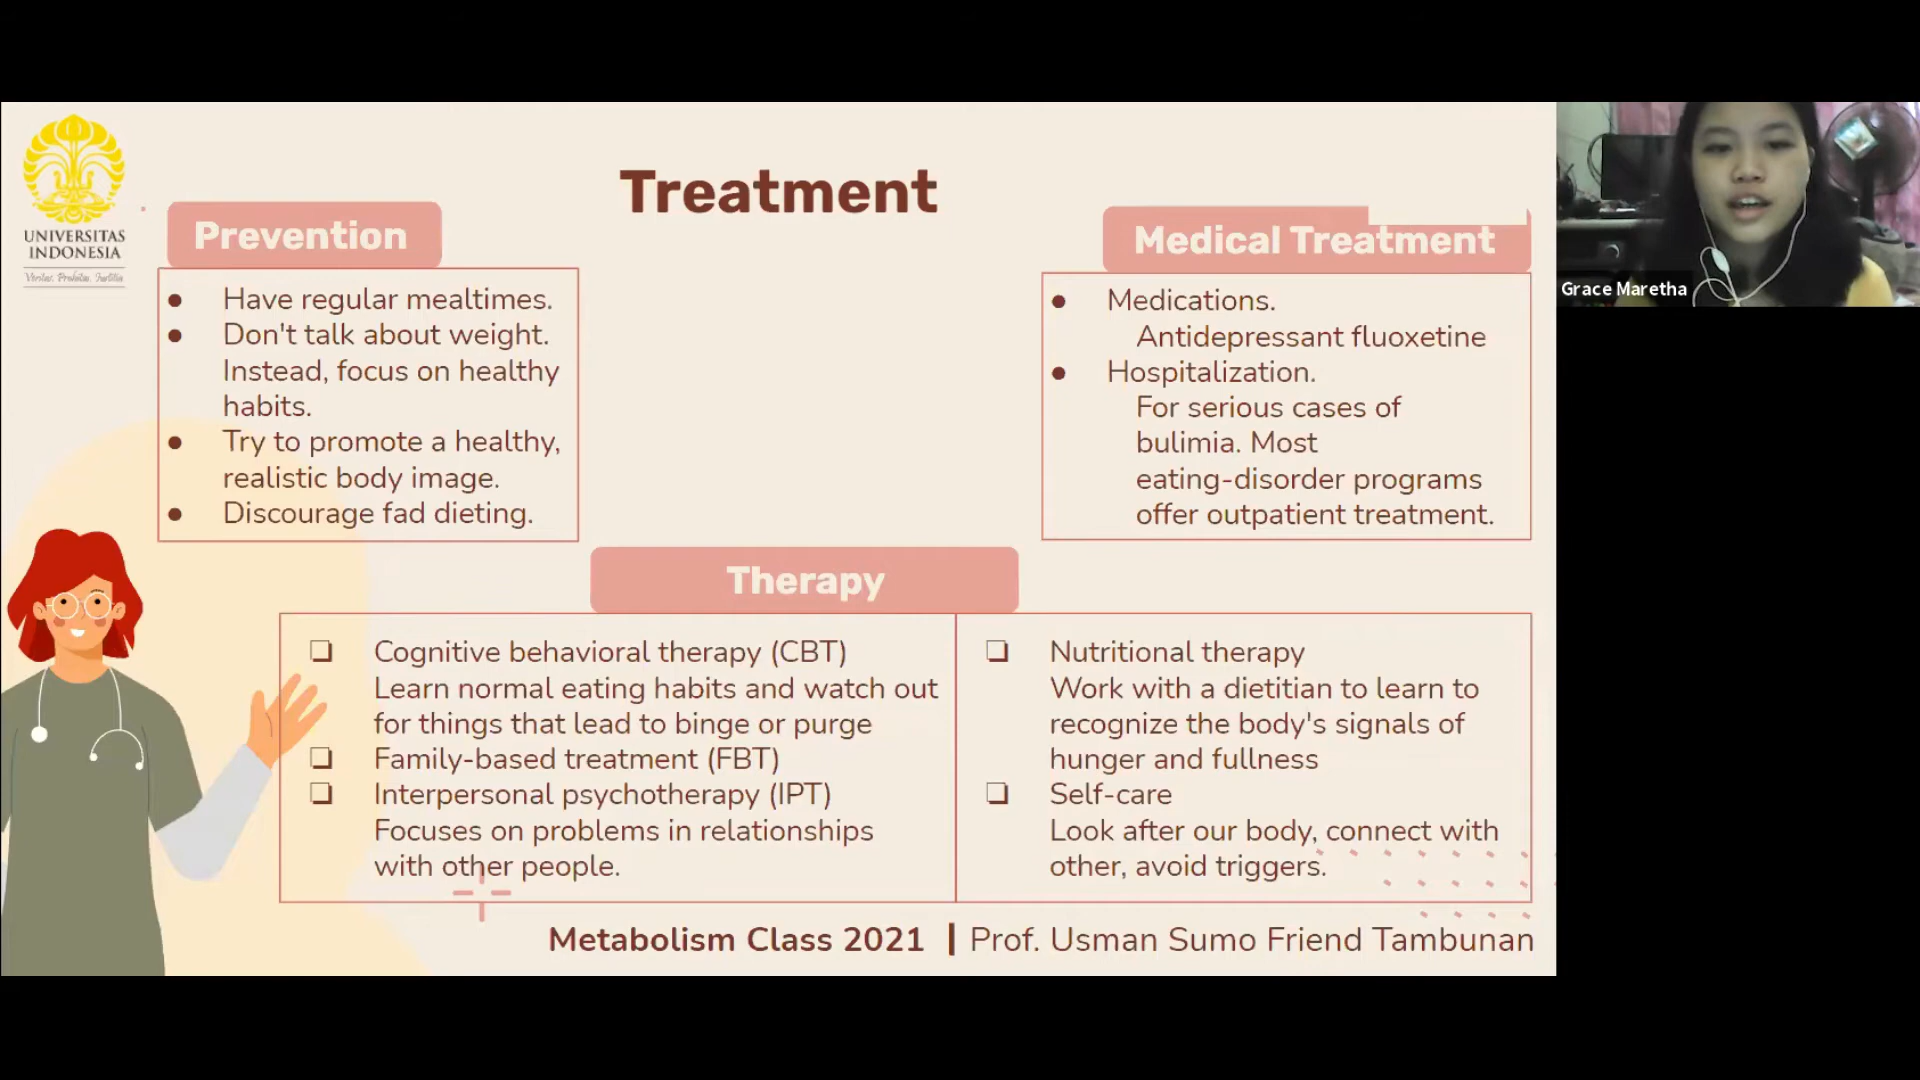 UNIVERSITAS
INDONESIA
Veritas, Probitas, Iustitia
Treatment
Prevention
● Have regular mealtimes.
● Don't talk about weight.
Instead, focus on healthy
habits.
● Try to promote a healthy,
realistic body image.
● Discourage fad dieting.
Medical Treatment
● Medications.
Antidepressant fluoxetine
● Hospitalization.
For serious cases of
bulimia. Most
eating-disorder programs
offer outpatient treatment.
Therapy
❏ Cognitive behavioral therapy (CBT)
Learn normal eating habits and watch out
for things that lead to binge or purge
❏ Family-based treatment (FBT)
❏ Interpersonal psychotherapy (IPT)
Focuses on problems in relationships
with other people.
❏ Nutritional therapy
Work with a dietitian to learn to
recognize the body's signals of
hunger and fullness
❏ Self-care
Look after our body, connect with
other, avoid triggers.
Metabolism Class 2021 | Prof. Usman Sumo Friend Tambunan
Grace Maretha